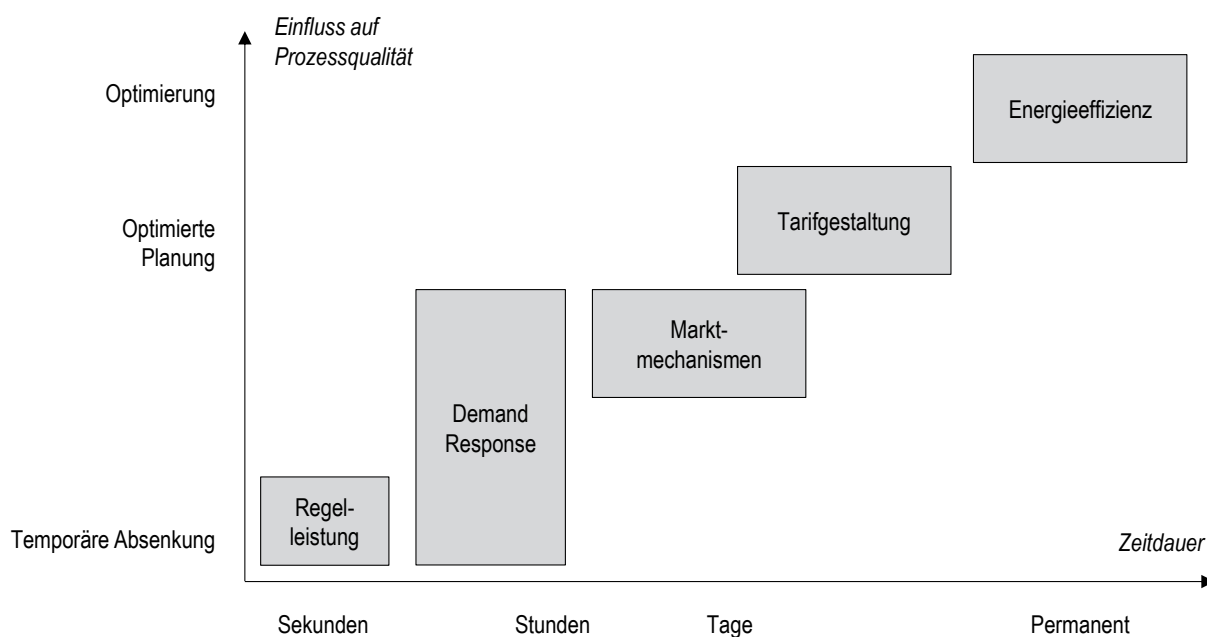 Einfluss auf
Prozessqualität
Optimierung
Energieeffizienz
Optimierte
Planung
Tarifgestaltung
Markt-
mechanismen
Demand
Response
Regel-
leistung
Temporäre Absenkung
Zeitdauer
Sekunden
Stunden
Tage
Permanent